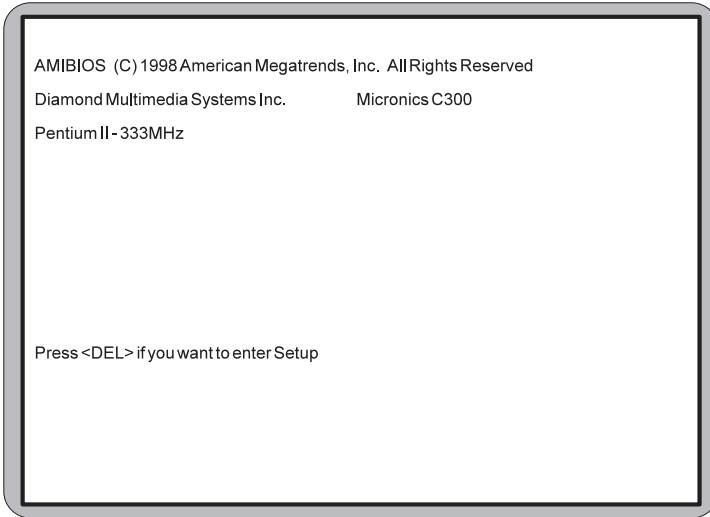 AMIBIOS (C) 1998 American Megatrends, Inc. All Rights Reserved
Diamond Multimedia Systems Inc. Micronics C300
Pentium II - 333MHz
Press <DEL> if you want to enter Setup